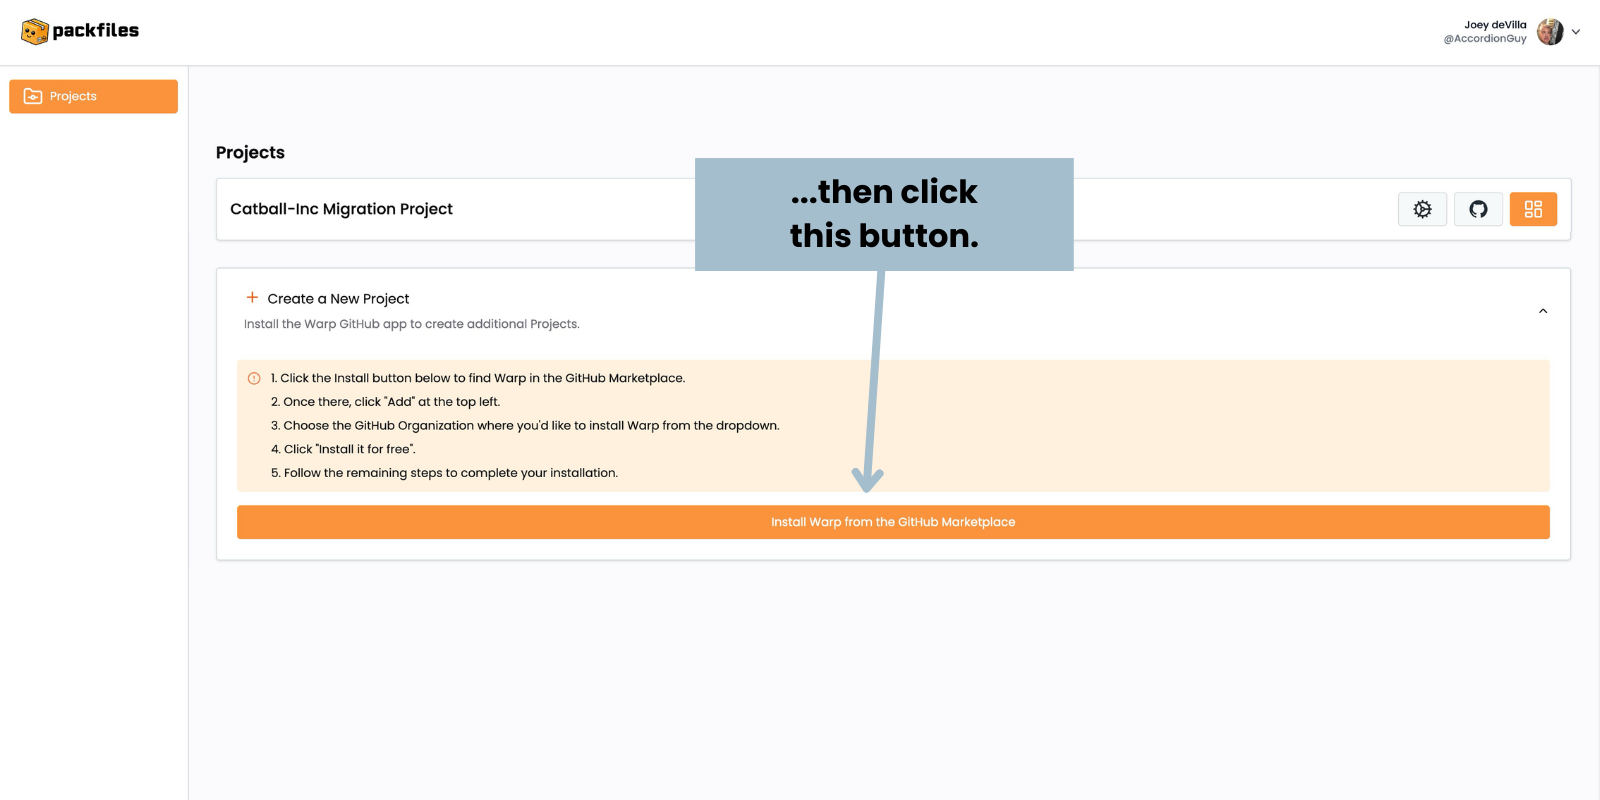 packfiles
Joey deVilla
@AccordionGuy
Projects
Projects
...then click
this button.
Catball-Inc Migration Project
+ Create a New Project
Install the Warp GitHub app to create additional Projects.
1. Click the Install button below to find Warp in the GitHub Marketplace.
2. Once there, click "Add" at the top left.
3. Choose the GitHub Organization where you'd like to install Warp from the dropdown.
4. Click "Install it for free".
5. Follow the remaining steps to complete your installation.
Install Warp from the GitHub Marketplace